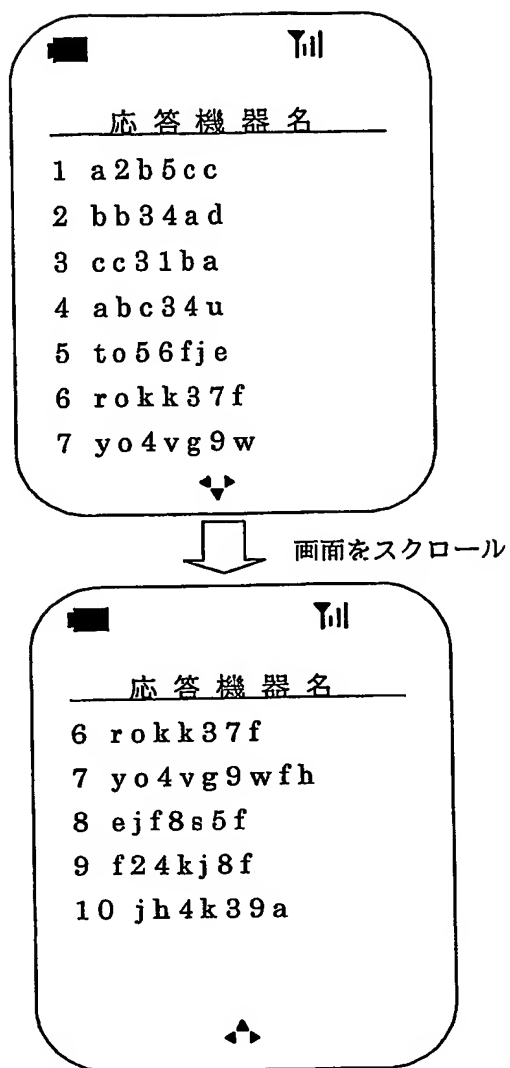 応答機器名
1 a2b5cc
2 bb34ad
3 cc31ba
4 abc34u
5 to56fje
6 rokk37f
7 yo4vg9w
画面をスクロール
応答機器名
6 rokk37f
7 yo4vg9wfh
8 ejf8s5f
9 f24kj8f
10 jh4k39a